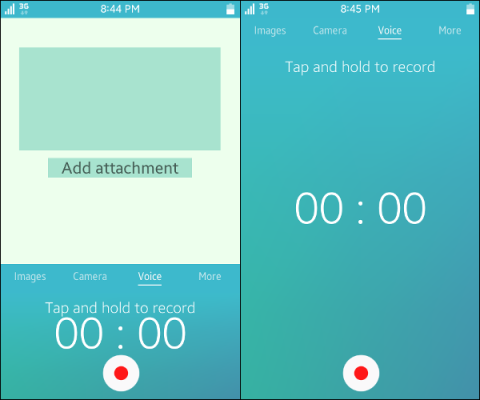 3G
8:44 PM
Add attachment
Images Camera Voice More
Tap and hold to record
00 : 00
3G
8:45 PM
Images Camera Voice More
Tap and hold to record
00 : 00